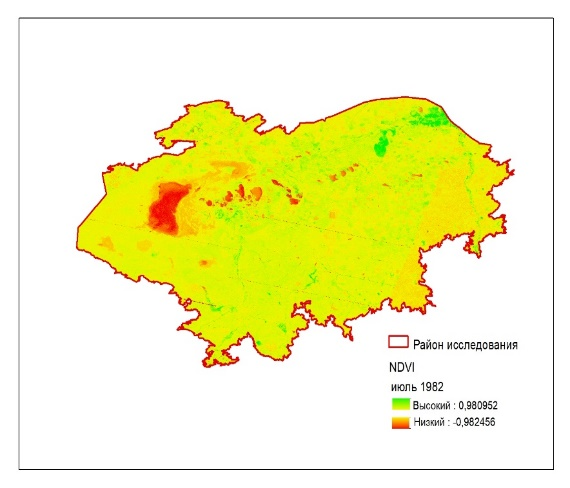 Район исследования
NDVI
июль 1982
Высокий : 0,980952
Низкий : -0,982456